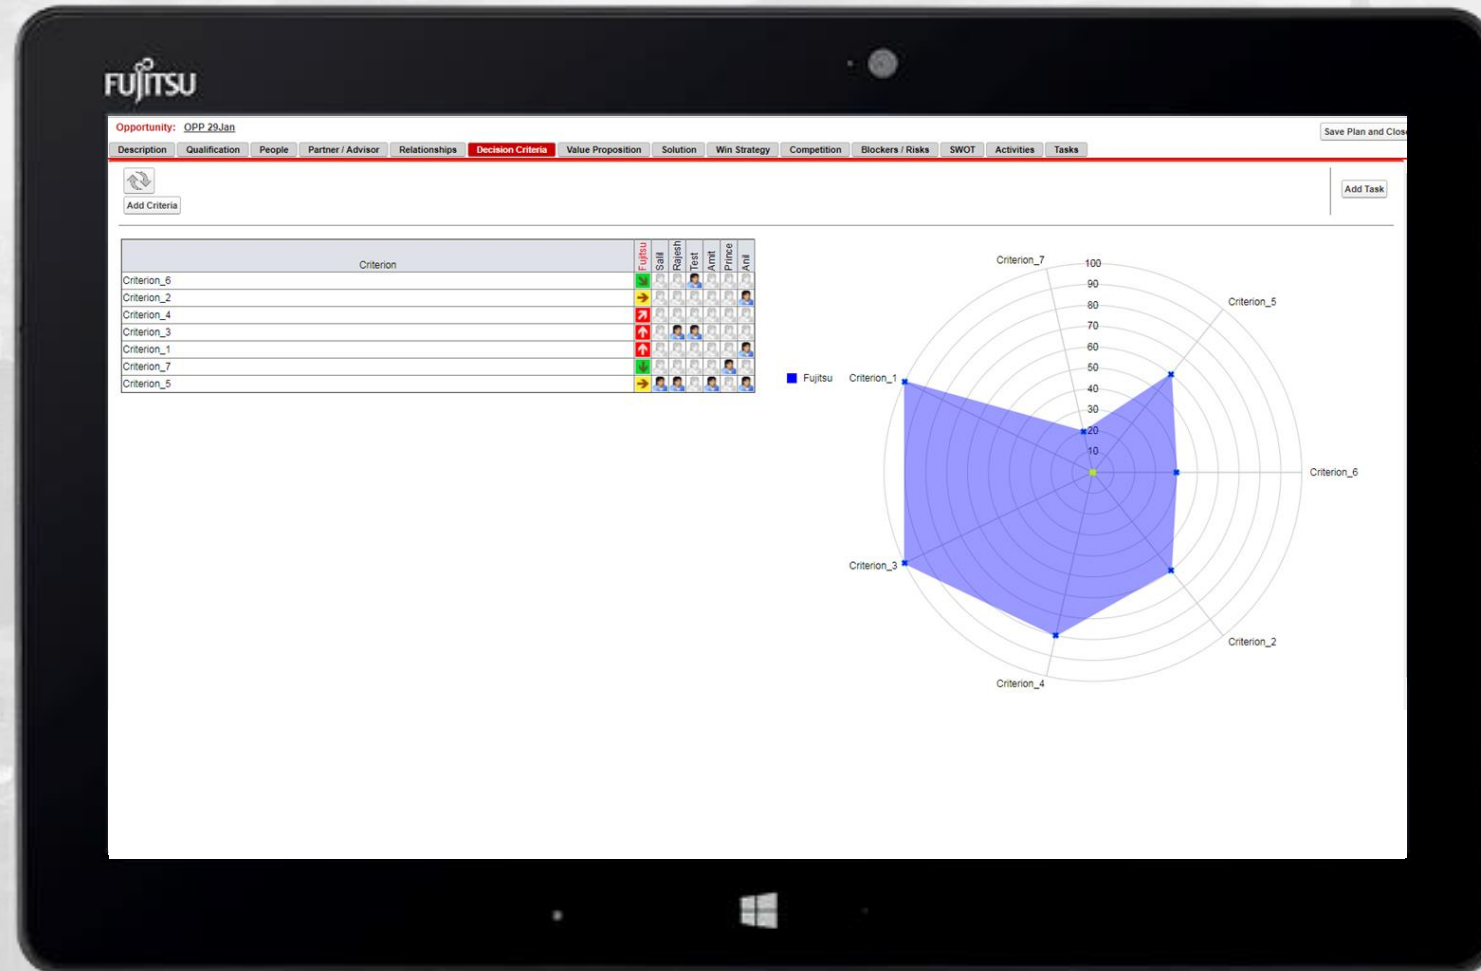 FUJITSU
Opportunity: OPP 29Jan
Save Plan and Clos
Description Qualification People Partner / Advisor Relationships Decision Criteria Value Proposition Solution Win Strategy Competition Blockers / Risks SWOT Activities Tasks
Add Criteria
Add Task
Criterion Fujitsu Salil Rajesh Test Amit Prince Anil
Criterion_6
Criterion_2
Criterion_4
Criterion_3
Criterion_1
Criterion_7
Criterion_5
Fujitsu
Criterion_7
Criterion_5
Criterion_1
Criterion_6
Criterion_3
Criterion_2
Criterion_4
100
90
80
70
60
50
40
30
20
10